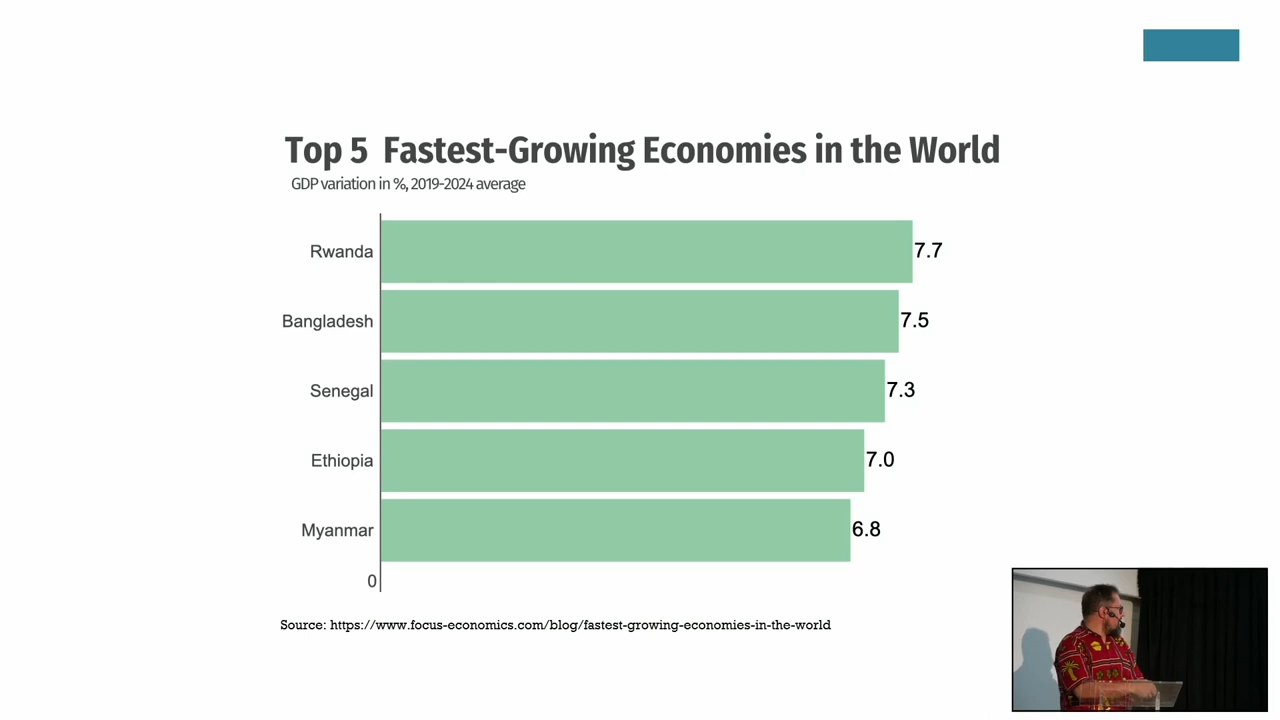 Top 5 Fastest-Growing Economies in the World
GDP variation in %, 2019-2024 average
Rwanda 7.7
Bangladesh 7.5
Senegal 7.3
Ethiopia 7.0
Myanmar 6.8
0
Source: https://www.focus-economics.com/blog/fastest-growing-economies-in-the-world